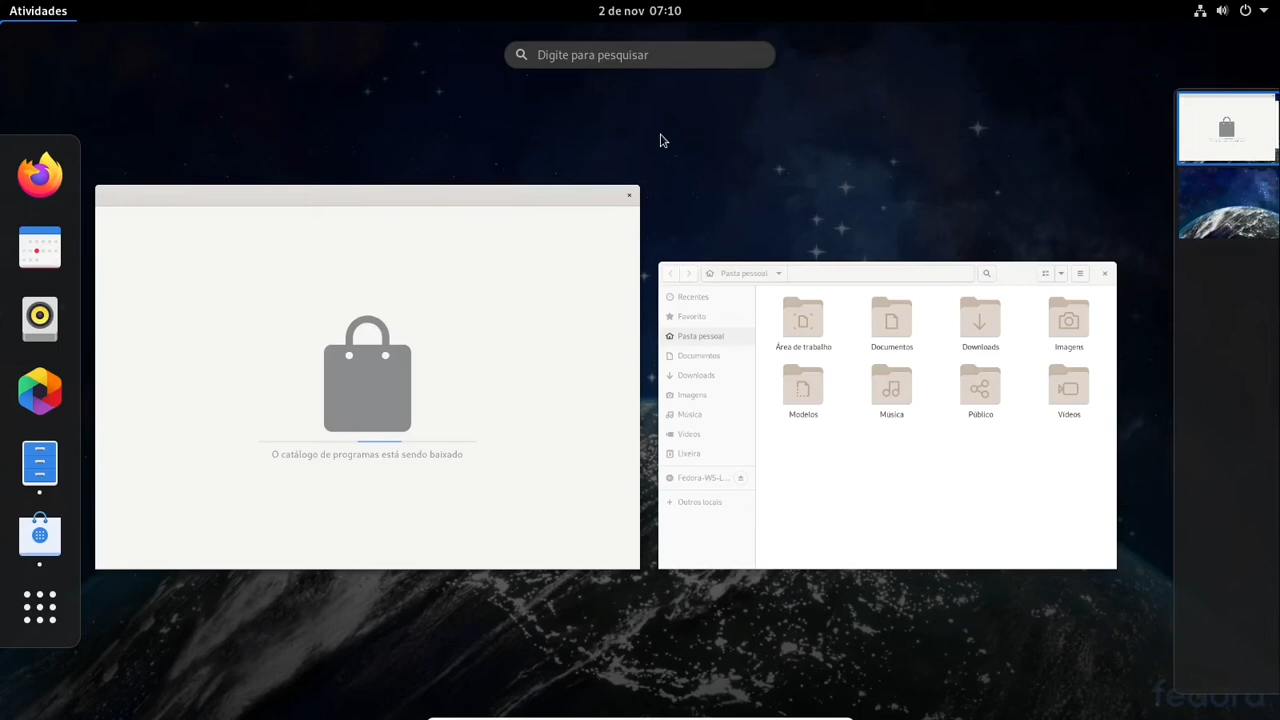 Atividades
2 de nov 07:10
Digite para pesquisar
O catálogo de programas está sendo baixado
Pasta pessoal
Recentes
Favorito
Pasta pessoal
Documentos
Downloads
Imagens
Música
Vídeos
Lixeira
Fedora-WS-L...
Outros locais
Área de trabalho
Documentos
Downloads
Imagens
Modelos
Música
Público
Vídeos
fedora